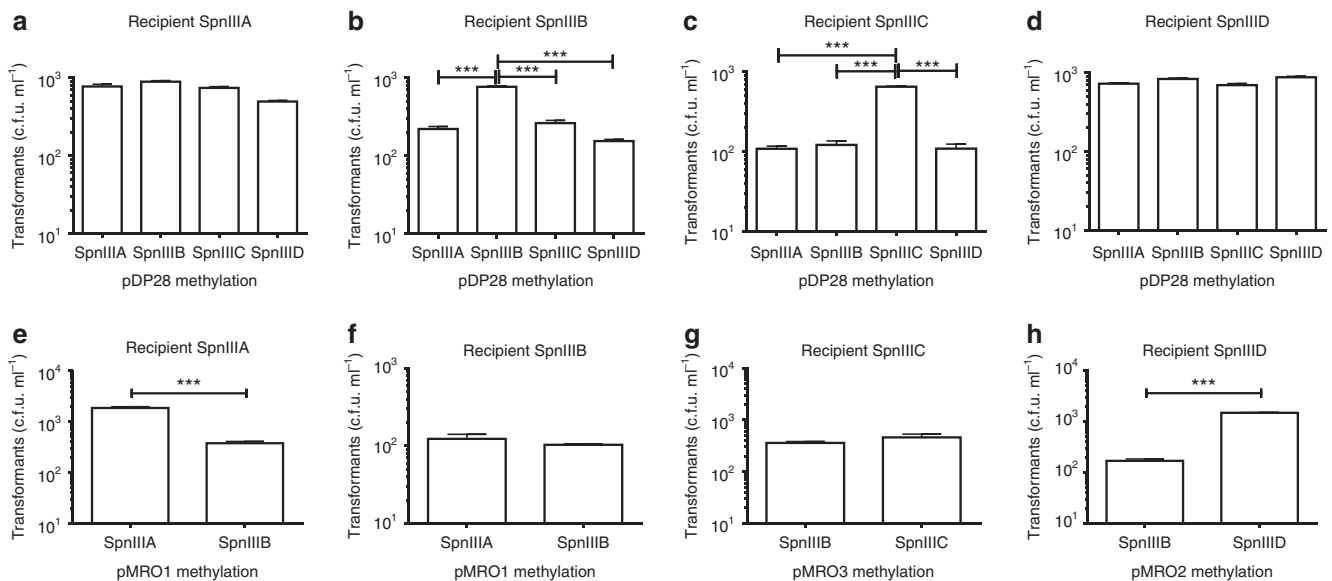 a
Recipient SpnIIIA
Transformants (c.f.u. ml⁻¹)
10³
10²
10¹
SpnIIIA SpnIIIB SpnIIIC SpnIIID
pDP28 methylation
b
Recipient SpnIIIB
***
***
***
Transformants (c.f.u. ml⁻¹)
10³
10²
10¹
SpnIIIA SpnIIIB SpnIIIC SpnIIID
pDP28 methylation
c
Recipient SpnIIIC
***
***
***
Transformants (c.f.u. ml⁻¹)
10³
10²
10¹
SpnIIIA SpnIIIB SpnIIIC SpnIIID
pDP28 methylation
d
Recipient SpnIIID
Transformants (c.f.u. ml⁻¹)
10³
10²
10¹
SpnIIIA SpnIIIB SpnIIIC SpnIIID
pDP28 methylation
e
Recipient SpnIIIA
***
Transformants (c.f.u. ml⁻¹)
10⁴
10³
10²
10¹
SpnIIIA SpnIIIB
pMRO1 methylation
f
Recipient SpnIIIB
Transformants (c.f.u. ml⁻¹)
10³
10²
10¹
SpnIIIA SpnIIIB
pMRO1 methylation
g
Recipient SpnIIIC
Transformants (c.f.u. ml⁻¹)
10⁴
10³
10²
10¹
SpnIIIB SpnIIIC
pMRO3 methylation
h
Recipient SpnIIID
***
Transformants (c.f.u. ml⁻¹)
10⁴
10³
10²
10¹
SpnIIIB SpnIIID
pMRO2 methylation